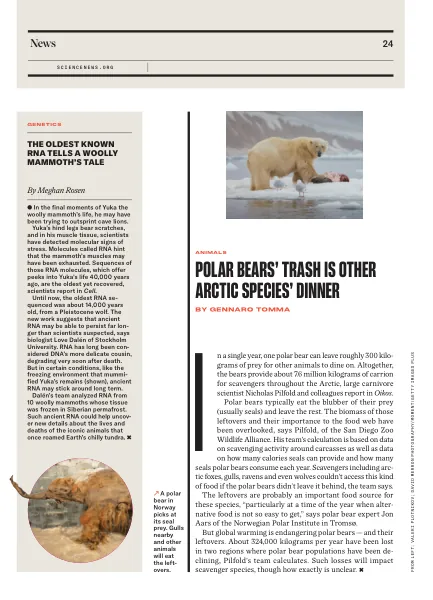 News
24
SCIENCENEWS.ORG
GENETICS
THE OLDEST KNOWN
RNA TELLS A WOOLLY
MAMMOTH'S TALE
By Meghan Rosen
In the final moments of Yuka the
woolly mammoth's life, he may have
been trying to outsprint cave lions.
Yuka's hind legs bear scratches,
and in his muscle tissue, scientists
have detected molecular signs of
stress. Molecules called RNA hint
that the mammoth's muscles may
have been exhausted. Sequences of
those RNA molecules, which offer
peeks into Yuka's life 40,000 years
ago, are the oldest yet recovered,
scientists report in Cell.
Until now, the oldest RNA se-
quenced was about 14,000 years
old, from a Pleistocene wolf. The
new work suggests that ancient
RNA may be able to persist far lon-
ger than scientists suspected, says
biologist Love Dalén of Stockholm
University. RNA has long been con-
sidered DNA's more delicate cousin,
degrading very soon after death.
But in certain conditions, like the
freezing environment that mummi-
fied Yuka's remains (shown), ancient
RNA may stick around long term.
Dalén's team analyzed RNA from
10 woolly mammoths whose tissue
was frozen in Siberian permafrost.
Such ancient RNA could help uncov-
er new details about the lives and
deaths of the iconic animals that
once roamed Earth's chilly tundra.
A polar
bear in
Norway
picks at
its seal
prey. Gulls
nearby
and other
animals
will eat
the left-
overs.
ANIMALS
POLAR BEARS' TRASH IS OTHER
ARCTIC SPECIES' DINNER
BY GENNARO TOMMA
In a single year, one polar bear can leave roughly 300 kilo-
grams of prey for other animals to dine on. Altogether,
the bears provide about 7.6 million kilograms of carrion
for scavengers throughout the Arctic, large carnivore
scientist Nicholas Pilfold and colleagues report in Oikos.
Polar bears typically eat the blubber of their prey
(usually seals) and leave the rest. The biomass of those
leftovers and their importance to the food web have
been overlooked, says Pilfold, of the San Diego Zoo
Wildlife Alliance. His team's calculation is based on data
on scavenging activity around carcasses as well as data
on how many calories seals can provide and how many
seals polar bears consume each year. Scavengers including arc-
tic foxes, gulls, ravens and even wolves couldn't access this kind
of food if the polar bears didn't leave it behind, the team says.
The leftovers are probably an important food source for
these species, "particularly at a time of the year when alter-
native food is not so easy to get," says polar bear expert Jon
Aars of the Norwegian Polar Institute in Tromsø.
But global warming is endangering polar bears — and their
leftovers. About 324,000 kilograms per year have been lost
in two regions where polar bear populations have been de-
clining, Pilfold's team calculates. Such losses will impact
scavenger species, though how exactly is unclear.
FROM LEFT: VALERIY PLOTNIKOV; DAVID MERRON PHOTOGRAPHY/MOMENT/GETTY IMAGES PLUS